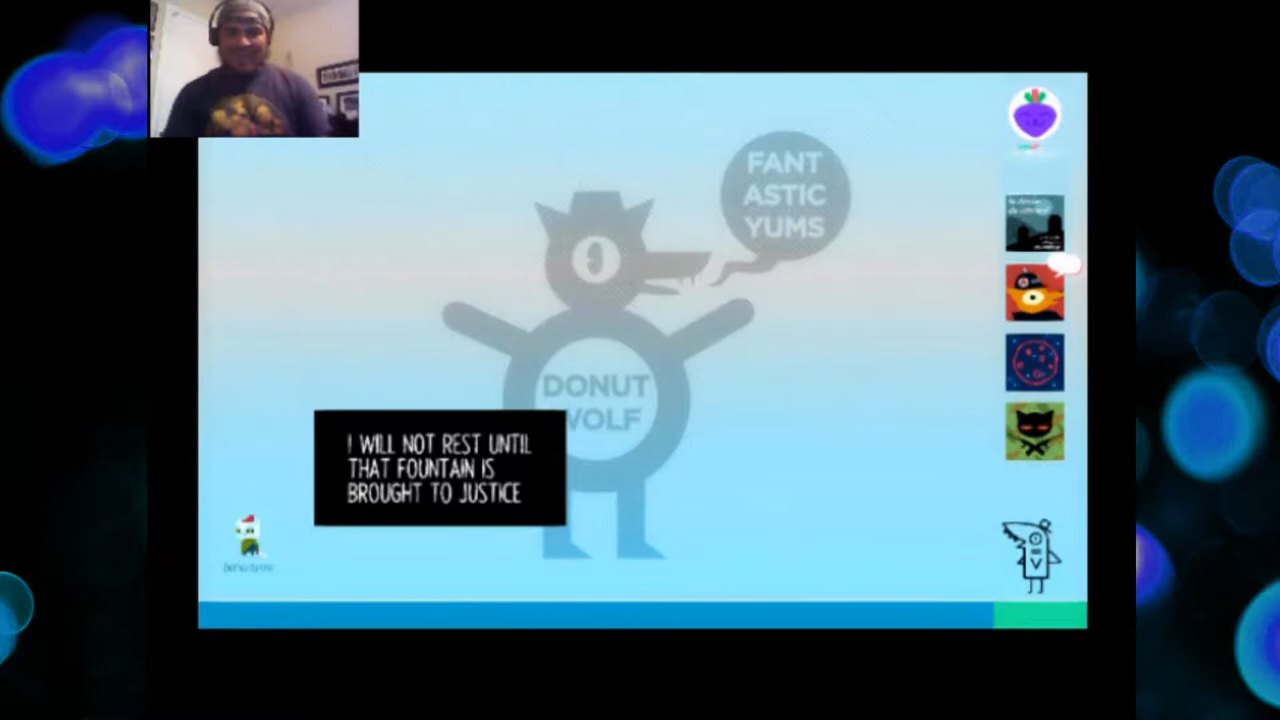 FANT
ASTIC
YUMS
DONUT
WOLF
I WILL NOT REST UNTIL
THAT FOUNTAIN IS
BROUGHT TO JUSTICE